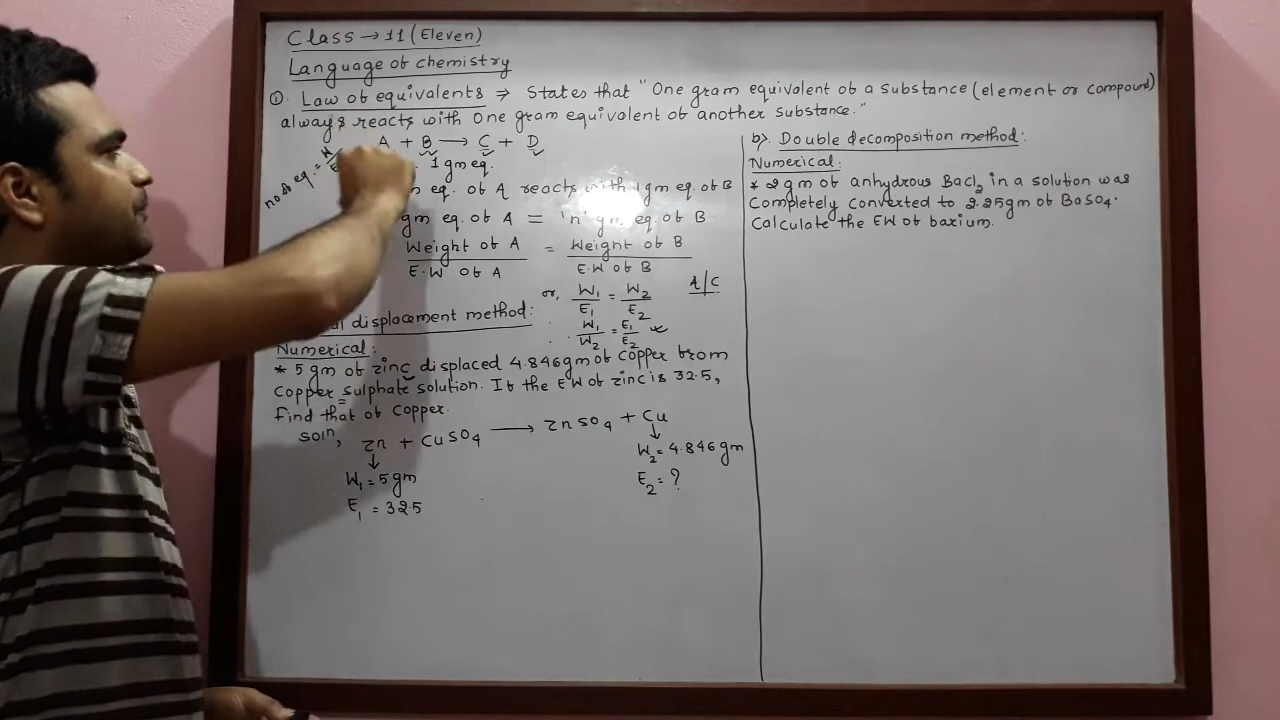 Class → 11 (Eleven)
Language of chemistry
①. Law of equivalents ⇒ States that "One gram equivalent of a substance (element or compound)
always reacts with one gram equivalent of another substance."
A + B → C + D
no of eq. =
1 gm eq.
eq. of A reacts with 1 gm eq. of B
gm eq. of A = 'n' gm eq. of B
Weight of A / E.W of A = Weight of B / E.W of B
or, W₁/E₁ = W₂/E₂ A/C
∴ W₁/W₂ = E₁/E₂
displacement method:
Numerical:
* 5 gm of zinc displaced 4.846 gm of copper from
Copper sulphate solution. If the EW of zinc is 32.5,
find that of copper.
Solⁿ, Zn + CuSO₄ → ZnSO₄ + Cu
↓ ↓
W₁ = 5 gm W₂ = 4.846 gm
E₁ = 32.5 E₂ = ?
b). Double decomposition method:
Numerical:
* 2 gm of anhydrous BaCl₂ in a solution was
Completely converted to 2.25 gm of BaSO₄.
Calculate the EW of barium.